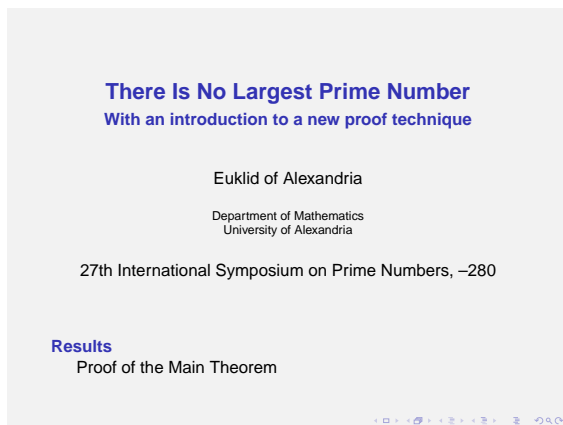 There Is No Largest Prime Number
With an introduction to a new proof technique
Euklid of Alexandria
Department of Mathematics
University of Alexandria
27th International Symposium on Prime Numbers, –280
Results
Proof of the Main Theorem